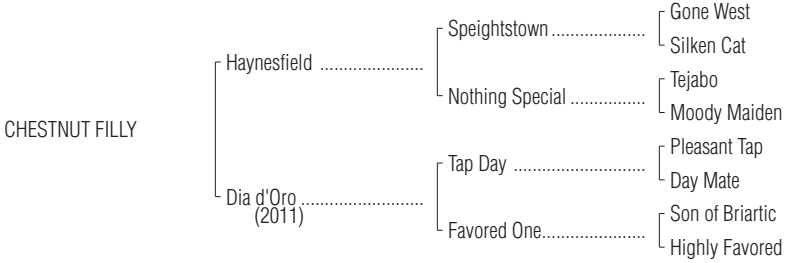 Gone West
Speightstown ....................
Silken Cat
Haynesfield ......................
Tejabo
Nothing Special ................
Moody Maiden
CHESTNUT FILLY
Pleasant Tap
Tap Day ............................
Day Mate
Dia d'Oro ..........................
(2011)
Son of Briartic
Favored One......................
Highly Favored